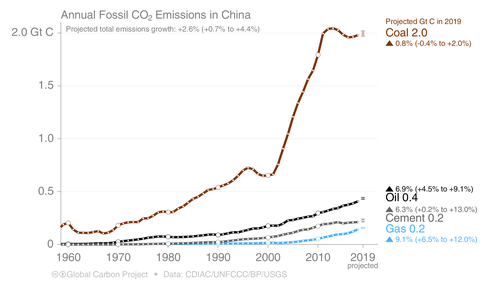 Annual Fossil CO₂ Emissions in China
Projected total emissions growth: +2.6% (+0.7% to +4.4%)
2.0 Gt C
1.5
1.0
0.5
0
1960
1970
1980
1990
2000
2010
2019
projected
Projected Gt C in 2019
Coal 2.0
▲ 0.8% (-0.4% to +2.0%)
▲ 6.9% (+4.5% to +9.1%)
Oil 0.4
▲ 6.3% (+0.2% to +13.0%)
Cement 0.2
Gas 0.2
▲ 9.1% (+6.5% to +12.0%)
Global Carbon Project • Data: CDIAC/UNFCCC/BP/USGS